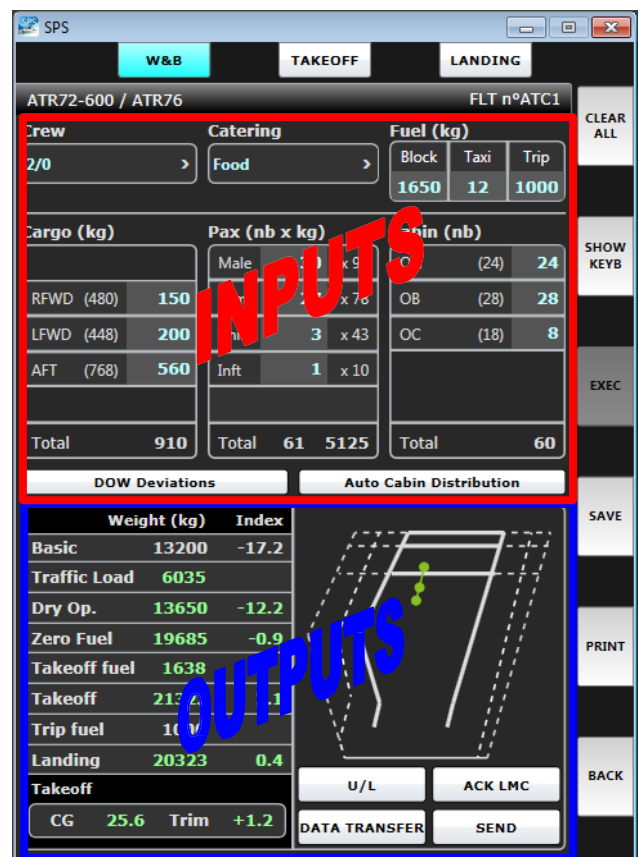 SPS
W&B TAKEOFF LANDING
ATR72-600 / ATR76 FLT nºATC1
CLEAR ALL
Crew Catering Fuel (kg)
2/0 > Food > Block Taxi Trip
1650 12 1000
Cargo (kg) Pax (nb x kg) (nb)
SHOW KEYB
Male (24) 24
RFWD (480) 150 OB (28) 28
LFWD (448) 200 3 x 43 OC (18) 8
AFT (768) 560 Inft 1 x 10
EXEC
Total 910 Total 61 5125 Total 60
DOW Deviations Auto Cabin Distribution
INPUTS
SAVE
Weight (kg) Index
Basic 13200 -17.2
Traffic Load 6035
Dry Op. 13650 -12.2
Zero Fuel 19685 -0.9
Takeoff fuel 1638
PRINT
Takeoff
Trip fuel
Landing 20323 0.4
OUTPUTS
Takeoff U/L ACK LMC
BACK
CG 25.6 Trim +1.2 DATA TRANSFER SEND